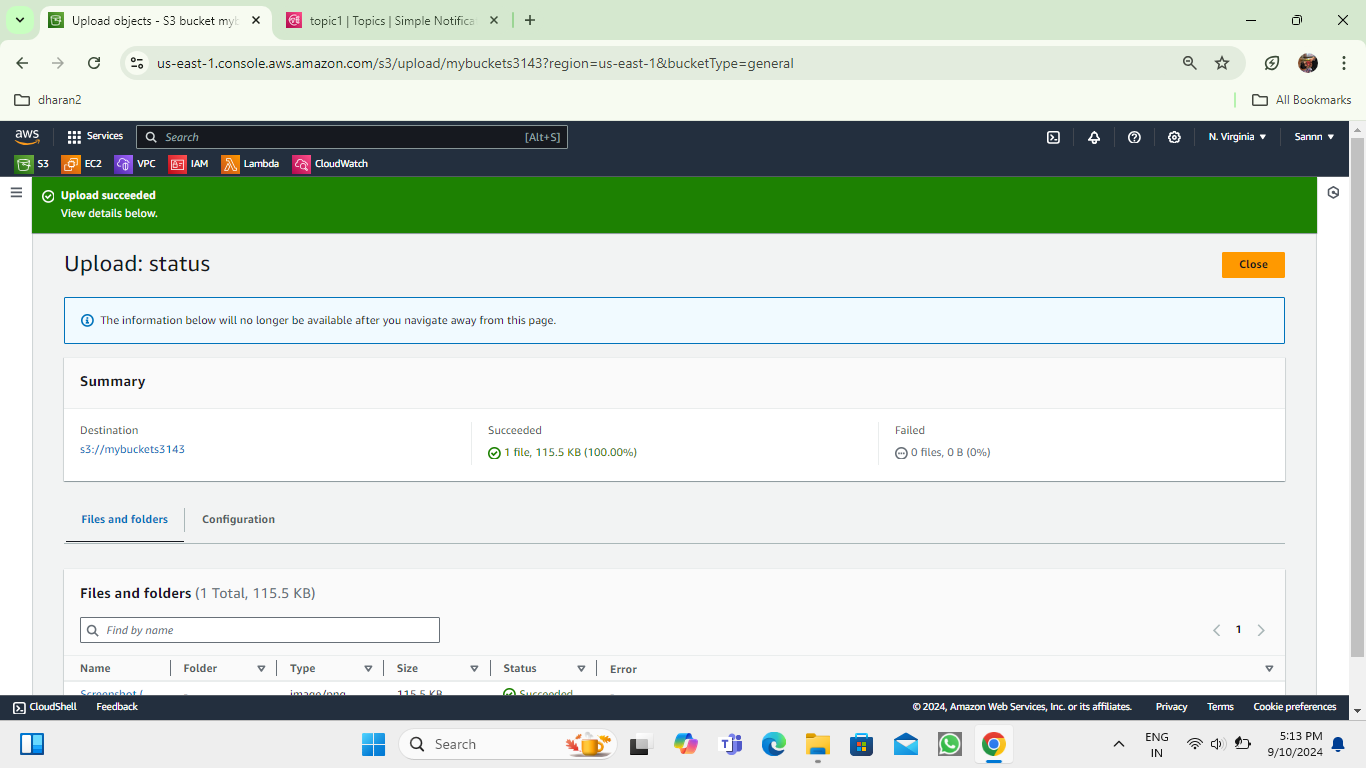 Upload objects - S3 bucket myb
topic1 | Topics | Simple Notifica
us-east-1.console.aws.amazon.com/s3/upload/mybuckets3143?region=us-east-1&bucketType=general
dharan2
All Bookmarks
aws
Services
Search
[Alt+S]
N. Virginia
Sannn
S3
EC2
VPC
IAM
Lambda
CloudWatch
Upload succeeded
View details below.
Upload: status
Close
The information below will no longer be available after you navigate away from this page.
Summary
Destination
s3://mybuckets3143
Succeeded
1 file, 115.5 KB (100.00%)
Failed
0 files, 0 B (0%)
Files and folders
Configuration
Files and folders (1 Total, 115.5 KB)
Find by name
1
Name
Folder
Type
Size
Status
Error
Screenshot (
-
image/png
115.5 KB
Succeeded
-
CloudShell
Feedback
© 2024, Amazon Web Services, Inc. or its affiliates.
Privacy
Terms
Cookie preferences
Search
ENG
IN
5:13 PM
9/10/2024